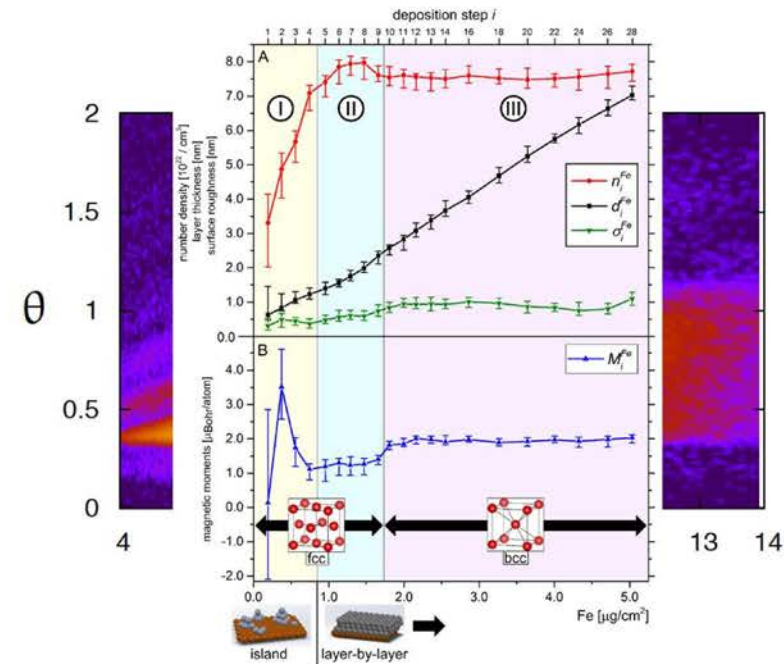 deposition step i
1 2 3 4 5 6 7 8 9 10 11 12 13 14 16 18 20 22 24 26 28
A
8.0
7.0
6.0
5.0
4.0
3.0
2.0
1.0
0.0
number density [10²² / cm³]
layer thickness [nm]
surface roughness [nm]
I
II
III
n_i^Fe
d_i^Fe
σ_i^Fe
B
M_i^Fe
magnetic moments [µBohr/atom]
4.0
3.0
2.0
1.0
0.0
-1.0
-2.0
fcc
bcc
1.0 2.0 3.0 4.0 5.0
Fe [µg/cm²]
island
layer-by-layer
θ
2
1.5
1
0.5
0
4
13 14